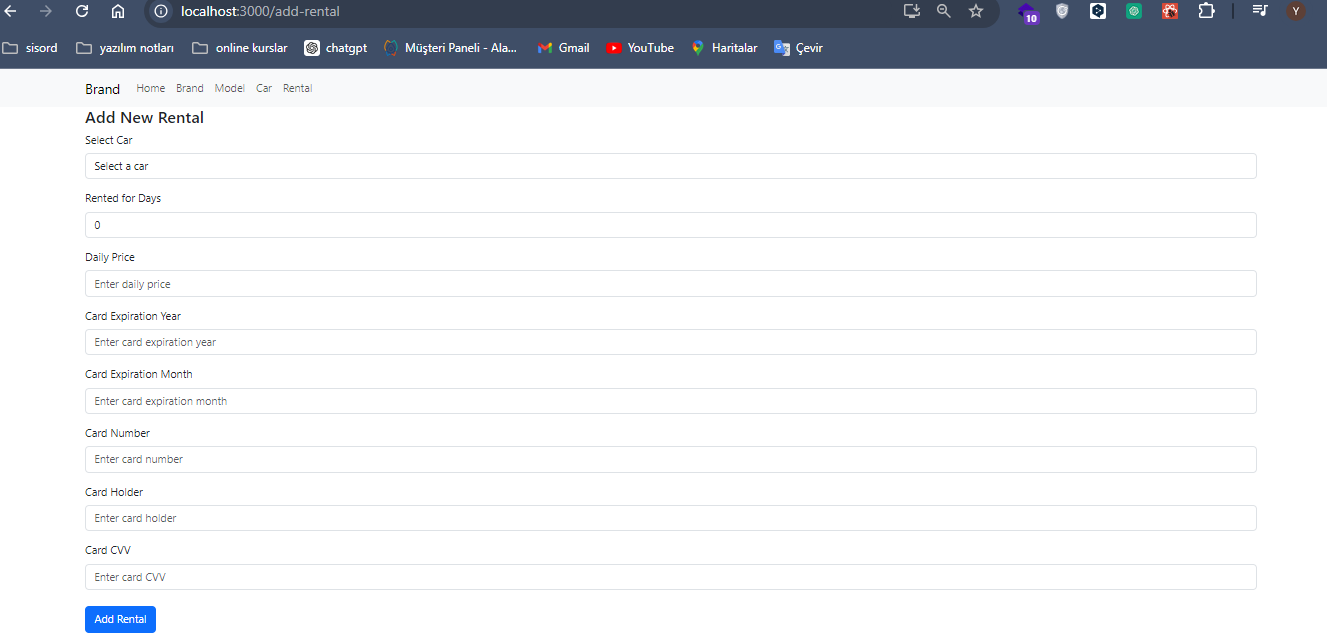 localhost:3000/add-rental
10
Y
sisord yazılım notları online kurslar chatgpt Müşteri Paneli - Ala... Gmail YouTube Haritalar Çevir
Brand Home Brand Model Car Rental
Add New Rental
Select Car
Select a car
Rented for Days
0
Daily Price
Enter daily price
Card Expiration Year
Enter card expiration year
Card Expiration Month
Enter card expiration month
Card Number
Enter card number
Card Holder
Enter card holder
Card CVV
Enter card CVV
Add Rental